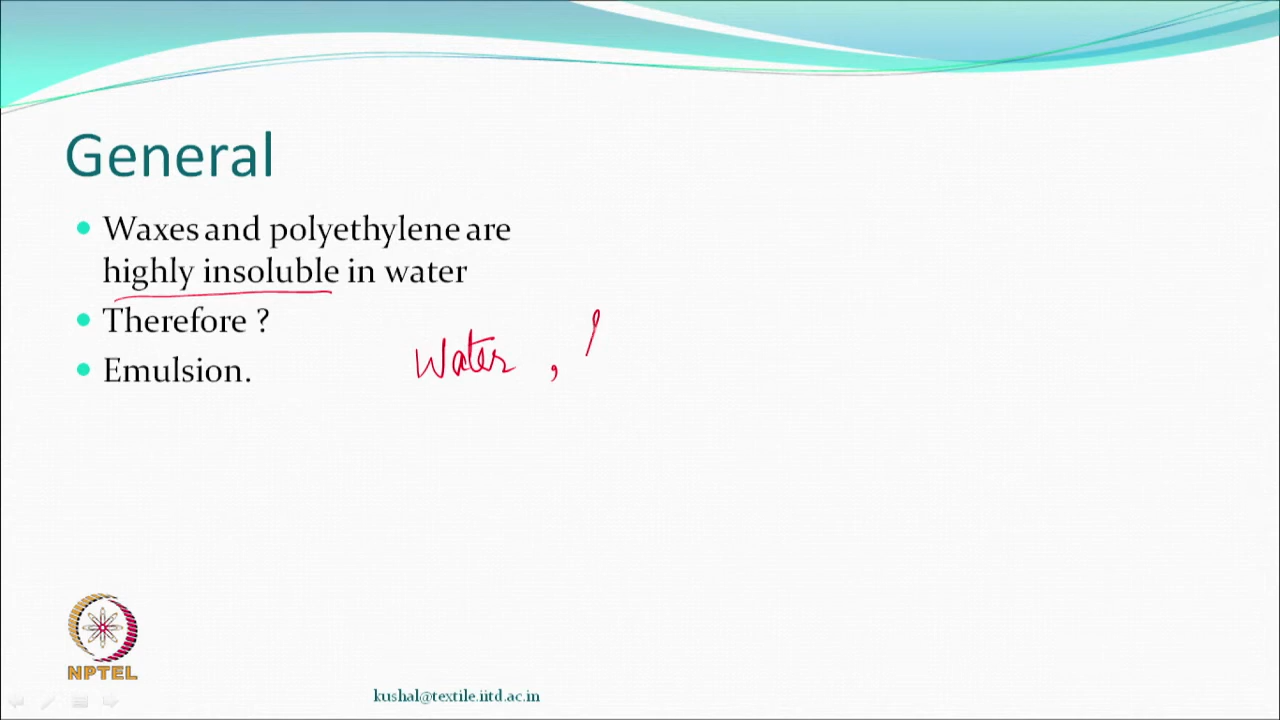 General
Waxes and polyethylene are
highly insoluble in water
Therefore ?
Emulsion.
Water ,
NPTEL
kushal@textile.iitd.ac.in